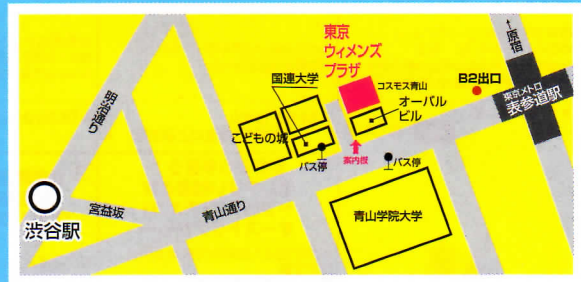 東京
ウィメンズ
プラザ
↑原宿
国連大学
コスモス青山
B2出口
東京メトロ
表参道駅
オーバル
ビル
明治通り
こどもの城
バス停
案内板
バス停
宮益坂
青山通り
青山学院大学
渋谷駅